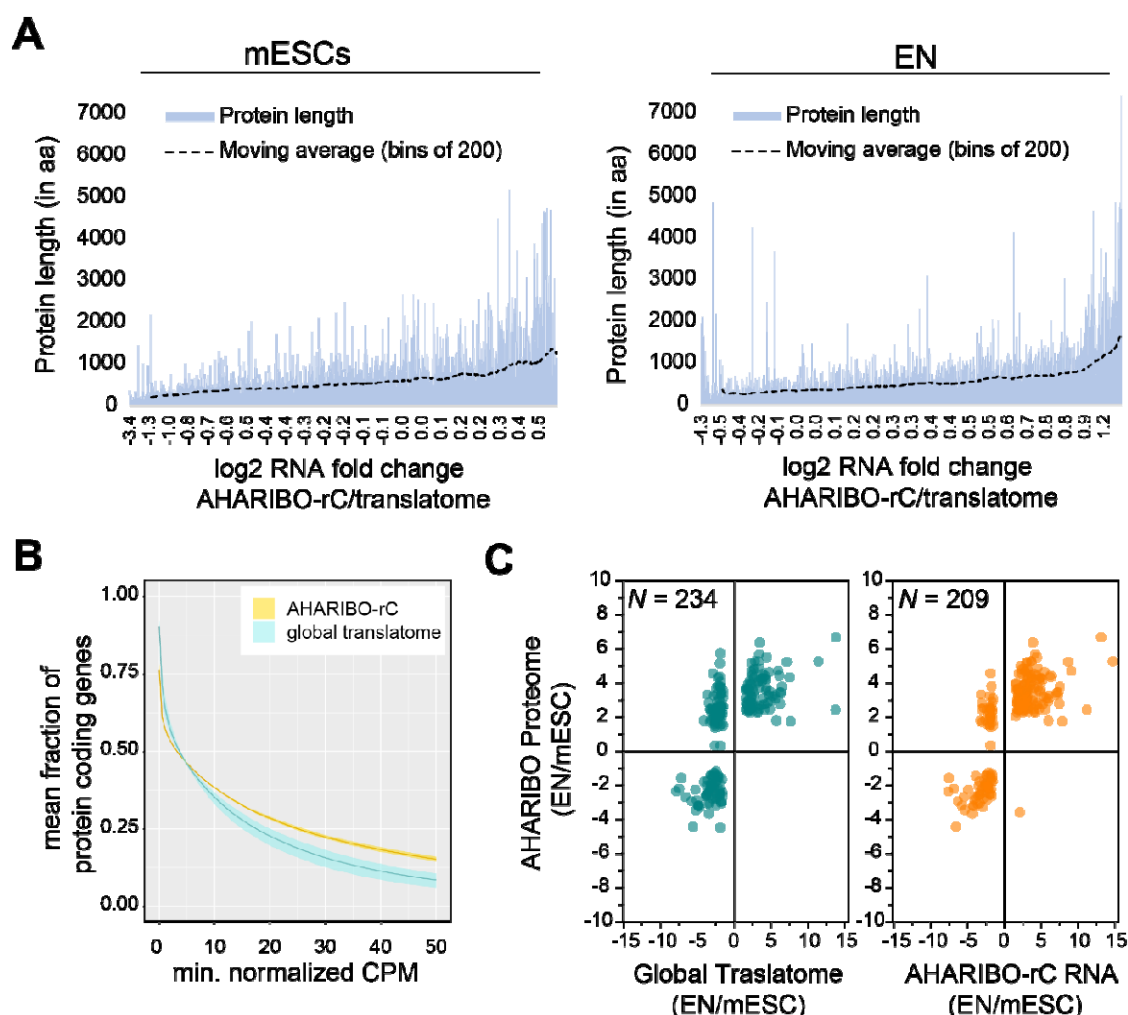 A
mESCs
Protein length (in aa)
7000
6000
5000
4000
3000
2000
1000
0
Protein length
Moving average (bins of 200)
-3.4 -1.3 -1.0 -0.8 -0.7 -0.6 -0.5 -0.4 -0.3 -0.2 -0.2 -0.1 -0.1 0.0 0.0 0.1 0.2 0.2 0.3 0.3 0.4 0.5
log2 RNA fold change
AHARIBO-rC/translatome
EN
Protein length (in aa)
7000
6000
5000
4000
3000
2000
1000
0
Protein length
Moving average (bins of 200)
-1.3 -0.5 -0.4 -0.2 -0.1 0.0 0.0 0.1 0.2 0.2 0.3 0.3 0.4 0.4 0.5 0.6 0.6 0.7 0.8 0.8 0.9 1.2
log2 RNA fold change
AHARIBO-rC/translatome
B
mean fraction of
protein coding genes
1.00
0.75
0.50
0.25
0.00
AHARIBO-rC
global translatome
0 10 20 30 40 50
min. normalized CPM
C
AHARIBO Proteome
(EN/mESC)
10
8
6
4
2
0
-2
-4
-6
-8
-10
N = 234
-15 -10 -5 0 5 10 15
Global Traslatome
(EN/mESC)
N = 209
-15 -10 -5 0 5 10 15
AHARIBO-rC RNA
(EN/mESC)